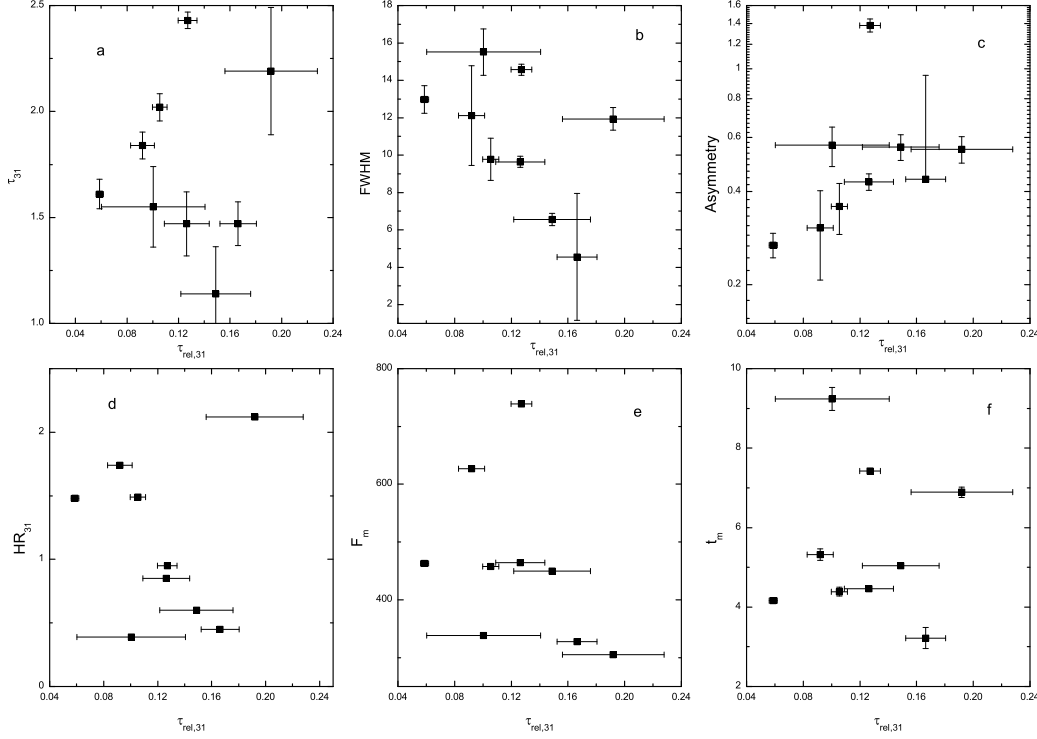 a
2.5
2.0
1.5
1.0
τ31
0.04 0.08 0.12 0.16 0.20 0.24
τrel,31
b
18
16
14
12
10
8
6
4
2
FWHM
0.04 0.08 0.12 0.16 0.20 0.24
τrel,31
c
1.6
1.4
1.2
1
0.8
0.6
0.4
0.2
Asymmetry
0.04 0.08 0.12 0.16 0.20 0.24
τrel,31
d
2
1
0
HR31
0.04 0.08 0.12 0.16 0.20 0.24
τrel,31
e
800
600
400
Fm
0.04 0.08 0.12 0.16 0.20 0.24
τrel,31
f
10
8
6
4
2
tm
0.04 0.08 0.12 0.16 0.20 0.24
τrel,31